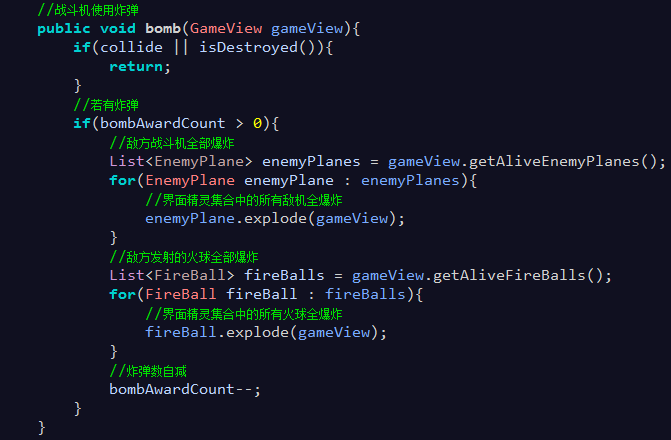 //战斗机使用炸弹
public void bomb(GameView gameView){
if(collide || isDestroyed()){
return;
}
//若有炸弹
if(bombAwardCount > 0){
//敌方战斗机全部爆炸
List<EnemyPlane> enemyPlanes = gameView.getAliveEnemyPlanes();
for(EnemyPlane enemyPlane : enemyPlanes){
//界面精灵集合中的所有敌机全爆炸
enemyPlane.explode(gameView);
}
//敌方发射的火球全部爆炸
List<FireBall> fireBalls = gameView.getAliveFireBalls();
for(FireBall fireBall : fireBalls){
//界面精灵集合中的所有火球全爆炸
fireBall.explode(gameView);
}
//炸弹数自减
bombAwardCount--;
}
}